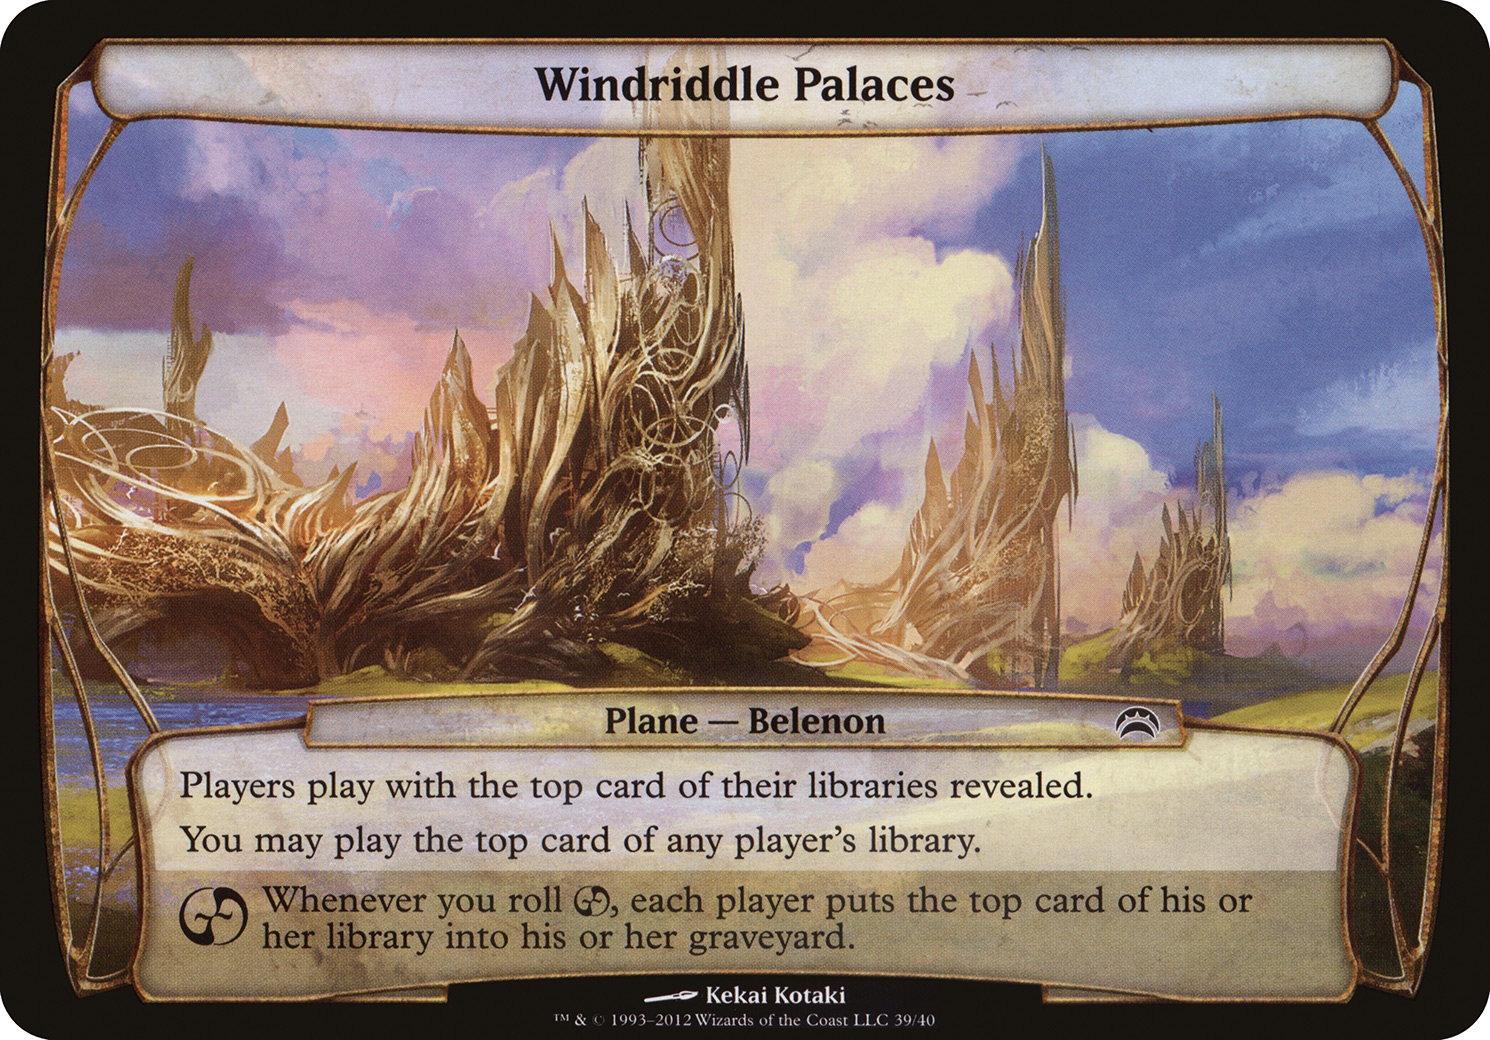 Windriddle Palaces
Plane — Belenon
Players play with the top card of their libraries revealed.
You may play the top card of any player's library.
Whenever you roll , each player puts the top card of his or
her library into his or her graveyard.
Kekai Kotaki
™ & © 1993–2012 Wizards of the Coast LLC 39/40